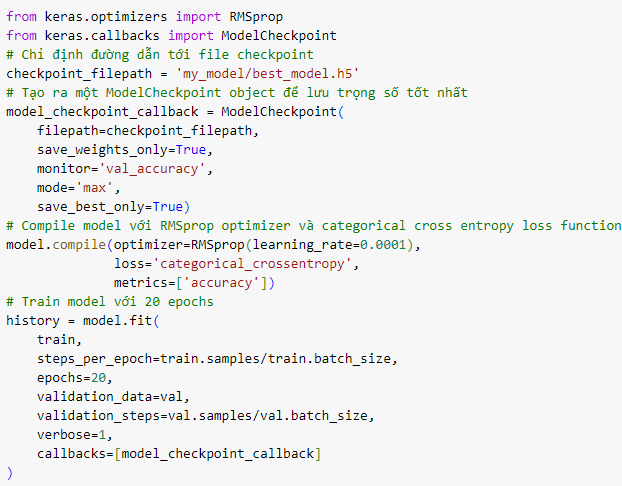 from keras.optimizers import RMSprop
from keras.callbacks import ModelCheckpoint
# Chỉ định đường dẫn tới file checkpoint
checkpoint_filepath = 'my_model/best_model.h5'
# Tạo ra một ModelCheckpoint object để lưu trọng số tốt nhất
model_checkpoint_callback = ModelCheckpoint(
    filepath=checkpoint_filepath,
    save_weights_only=True,
    monitor='val_accuracy',
    mode='max',
    save_best_only=True)
# Compile model với RMSprop optimizer và categorical cross entropy loss function
model.compile(optimizer=RMSprop(learning_rate=0.0001),
              loss='categorical_crossentropy',
              metrics=['accuracy'])
# Train model với 20 epochs
history = model.fit(
    train,
    steps_per_epoch=train.samples/train.batch_size,
    epochs=20,
    validation_data=val,
    validation_steps=val.samples/val.batch_size,
    verbose=1,
    callbacks=[model_checkpoint_callback]
)